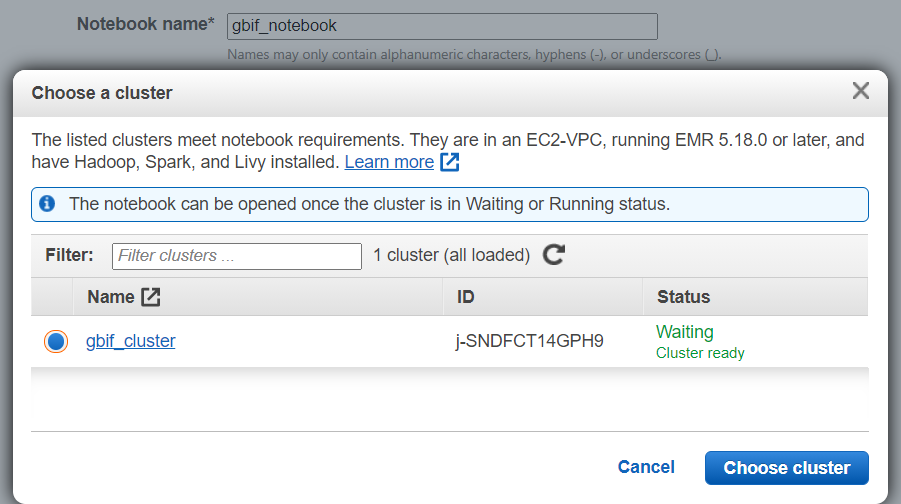 Notebook name* gbif_notebook
Names may only contain alphanumeric characters, hyphens (-), or underscores (_).
Choose a cluster
The listed clusters meet notebook requirements. They are in an EC2-VPC, running EMR 5.18.0 or later, and
have Hadoop, Spark, and Livy installed. Learn more
The notebook can be opened once the cluster is in Waiting or Running status.
Filter: Filter clusters ... 1 cluster (all loaded)
Name ID Status
gbif_cluster j-SNDFCT14GPH9 Waiting
Cluster ready
Cancel Choose cluster